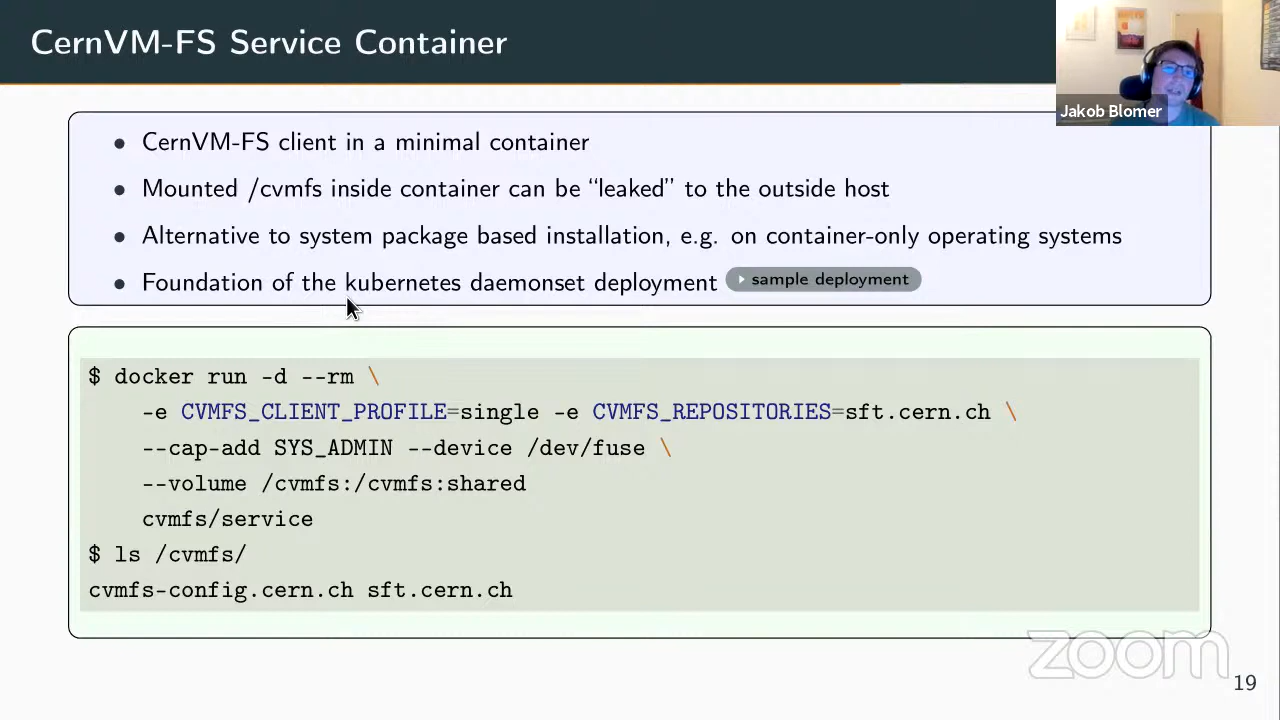 CernVM-FS Service Container
Jakob Blomer
● CernVM-FS client in a minimal container
● Mounted /cvmfs inside container can be “leaked” to the outside host
● Alternative to system package based installation, e.g. on container-only operating systems
● Foundation of the kubernetes daemonset deployment ▸ sample deployment
$ docker run -d --rm \
-e CVMFS_CLIENT_PROFILE=single -e CVMFS_REPOSITORIES=sft.cern.ch \
--cap-add SYS_ADMIN --device /dev/fuse \
--volume /cvmfs:/cvmfs:shared
cvmfs/service
$ ls /cvmfs/
cvmfs-config.cern.ch sft.cern.ch
zoom
19